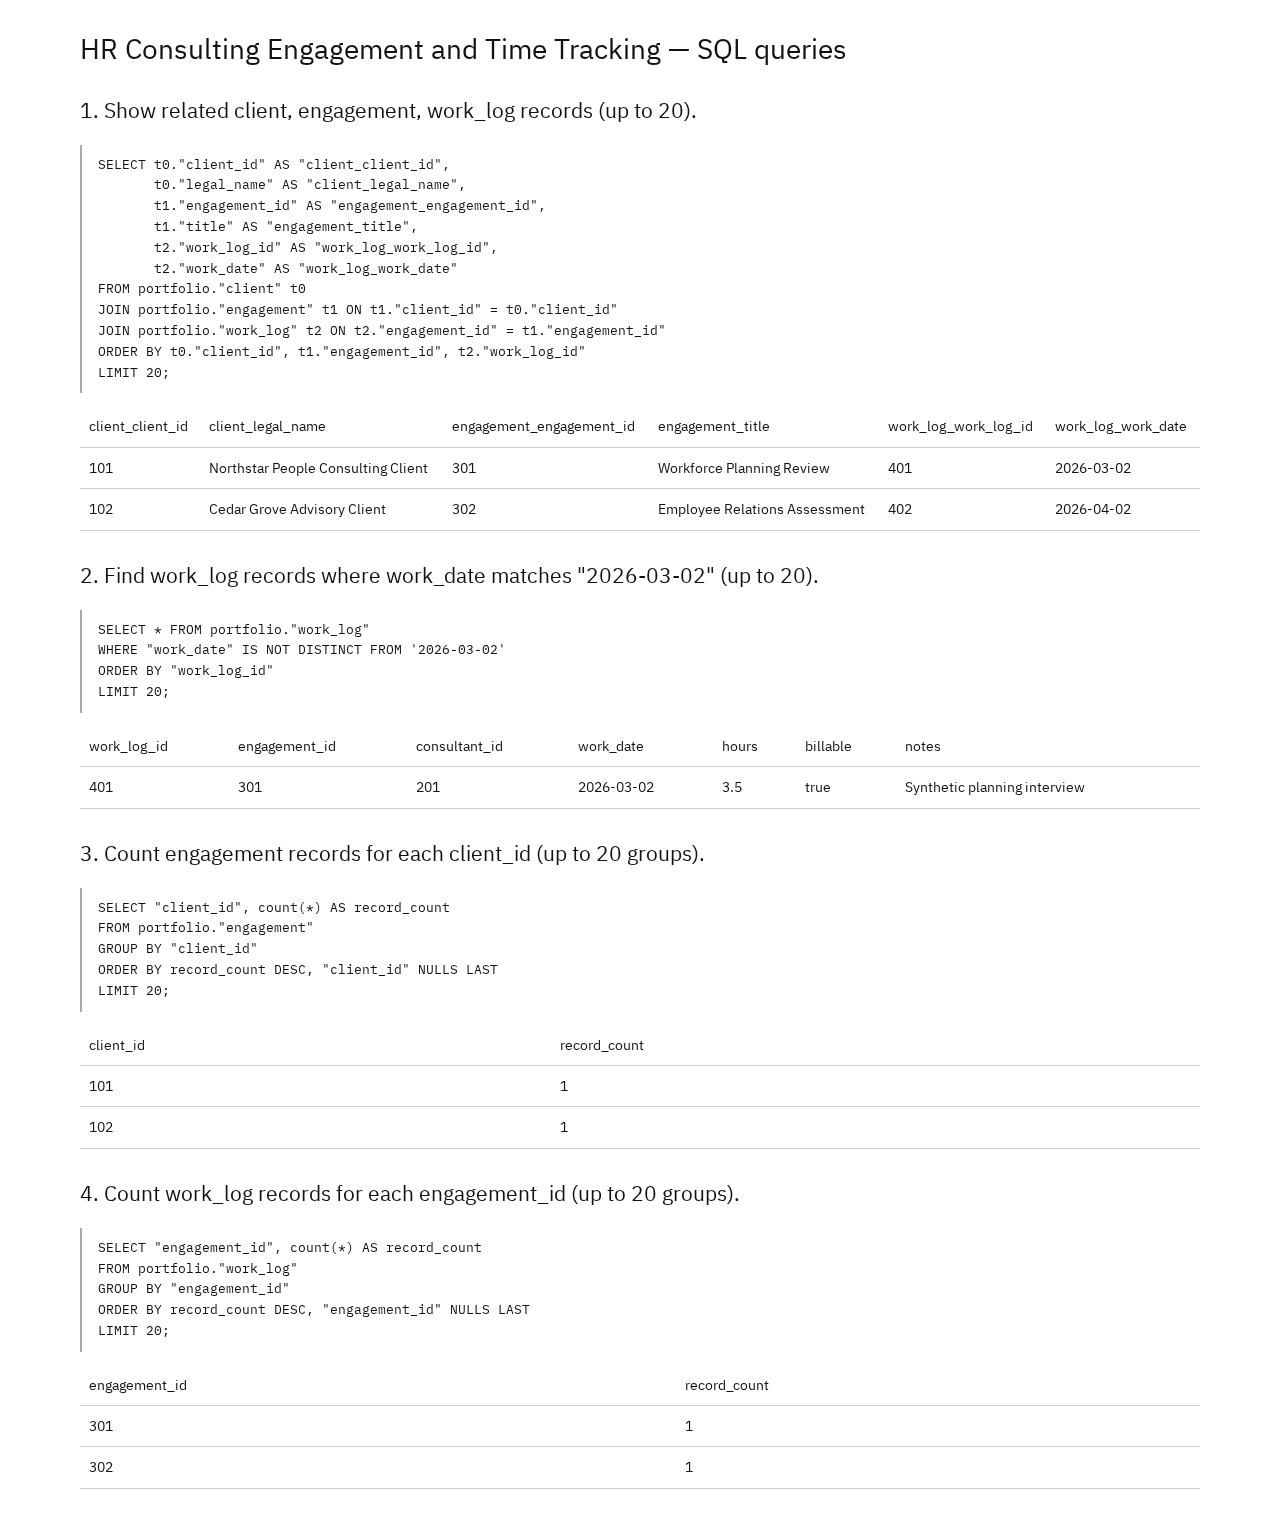 HR Consulting Engagement and Time Tracking — SQL queries
1. Show related client, engagement, work_log records (up to 20).
SELECT t0."client_id" AS "client_client_id",
       t0."legal_name" AS "client_legal_name",
       t1."engagement_id" AS "engagement_engagement_id",
       t1."title" AS "engagement_title",
       t2."work_log_id" AS "work_log_work_log_id",
       t2."work_date" AS "work_log_work_date"
FROM portfolio."client" t0
JOIN portfolio."engagement" t1 ON t1."client_id" = t0."client_id"
JOIN portfolio."work_log" t2 ON t2."engagement_id" = t1."engagement_id"
ORDER BY t0."client_id", t1."engagement_id", t2."work_log_id"
LIMIT 20;
client_client_id client_legal_name engagement_engagement_id engagement_title work_log_work_log_id work_log_work_date
101 Northstar People Consulting Client 301 Workforce Planning Review 401 2026-03-02
102 Cedar Grove Advisory Client 302 Employee Relations Assessment 402 2026-04-02
2. Find work_log records where work_date matches "2026-03-02" (up to 20).
SELECT * FROM portfolio."work_log"
WHERE "work_date" IS NOT DISTINCT FROM '2026-03-02'
ORDER BY "work_log_id"
LIMIT 20;
work_log_id engagement_id consultant_id work_date hours billable notes
401 301 201 2026-03-02 3.5 true Synthetic planning interview
3. Count engagement records for each client_id (up to 20 groups).
SELECT "client_id", count(*) AS record_count
FROM portfolio."engagement"
GROUP BY "client_id"
ORDER BY record_count DESC, "client_id" NULLS LAST
LIMIT 20;
client_id record_count
101 1
102 1
4. Count work_log records for each engagement_id (up to 20 groups).
SELECT "engagement_id", count(*) AS record_count
FROM portfolio."work_log"
GROUP BY "engagement_id"
ORDER BY record_count DESC, "engagement_id" NULLS LAST
LIMIT 20;
engagement_id record_count
301 1
302 1